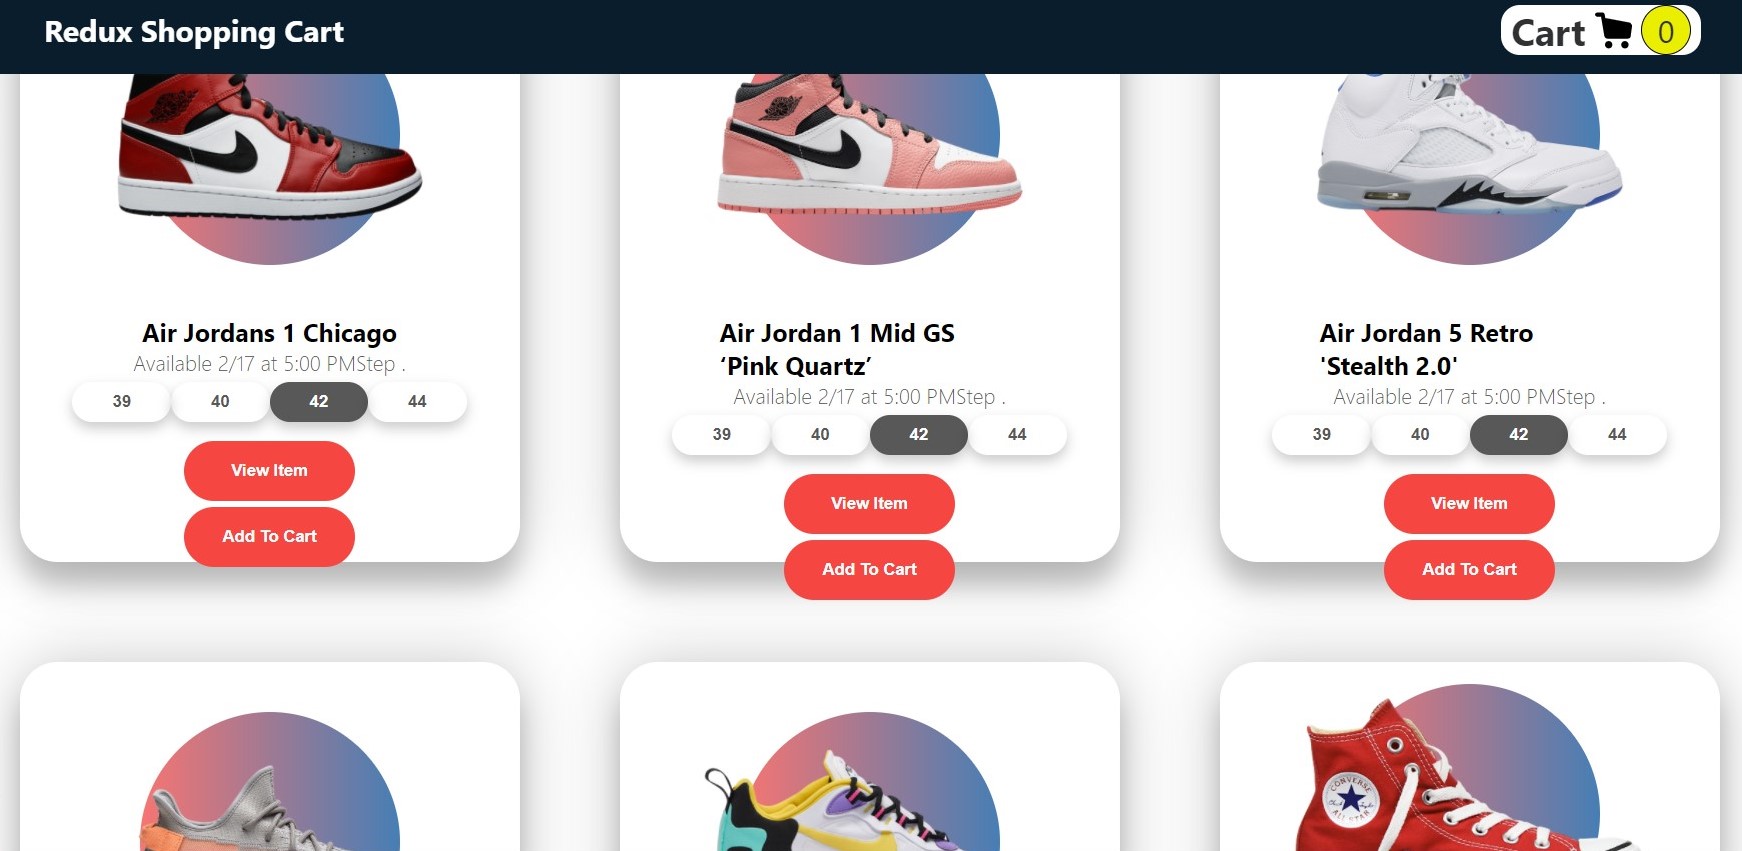 Redux Shopping Cart
Cart 0
Air Jordans 1 Chicago
Available 2/17 at 5:00 PMStep .
39 40 42 44
View Item
Add To Cart
Air Jordan 1 Mid GS
‘Pink Quartz’
Available 2/17 at 5:00 PMStep .
39 40 42 44
View Item
Add To Cart
Air Jordan 5 Retro
'Stealth 2.0'
Available 2/17 at 5:00 PMStep .
39 40 42 44
View Item
Add To Cart
CONVERSE
ALL STAR